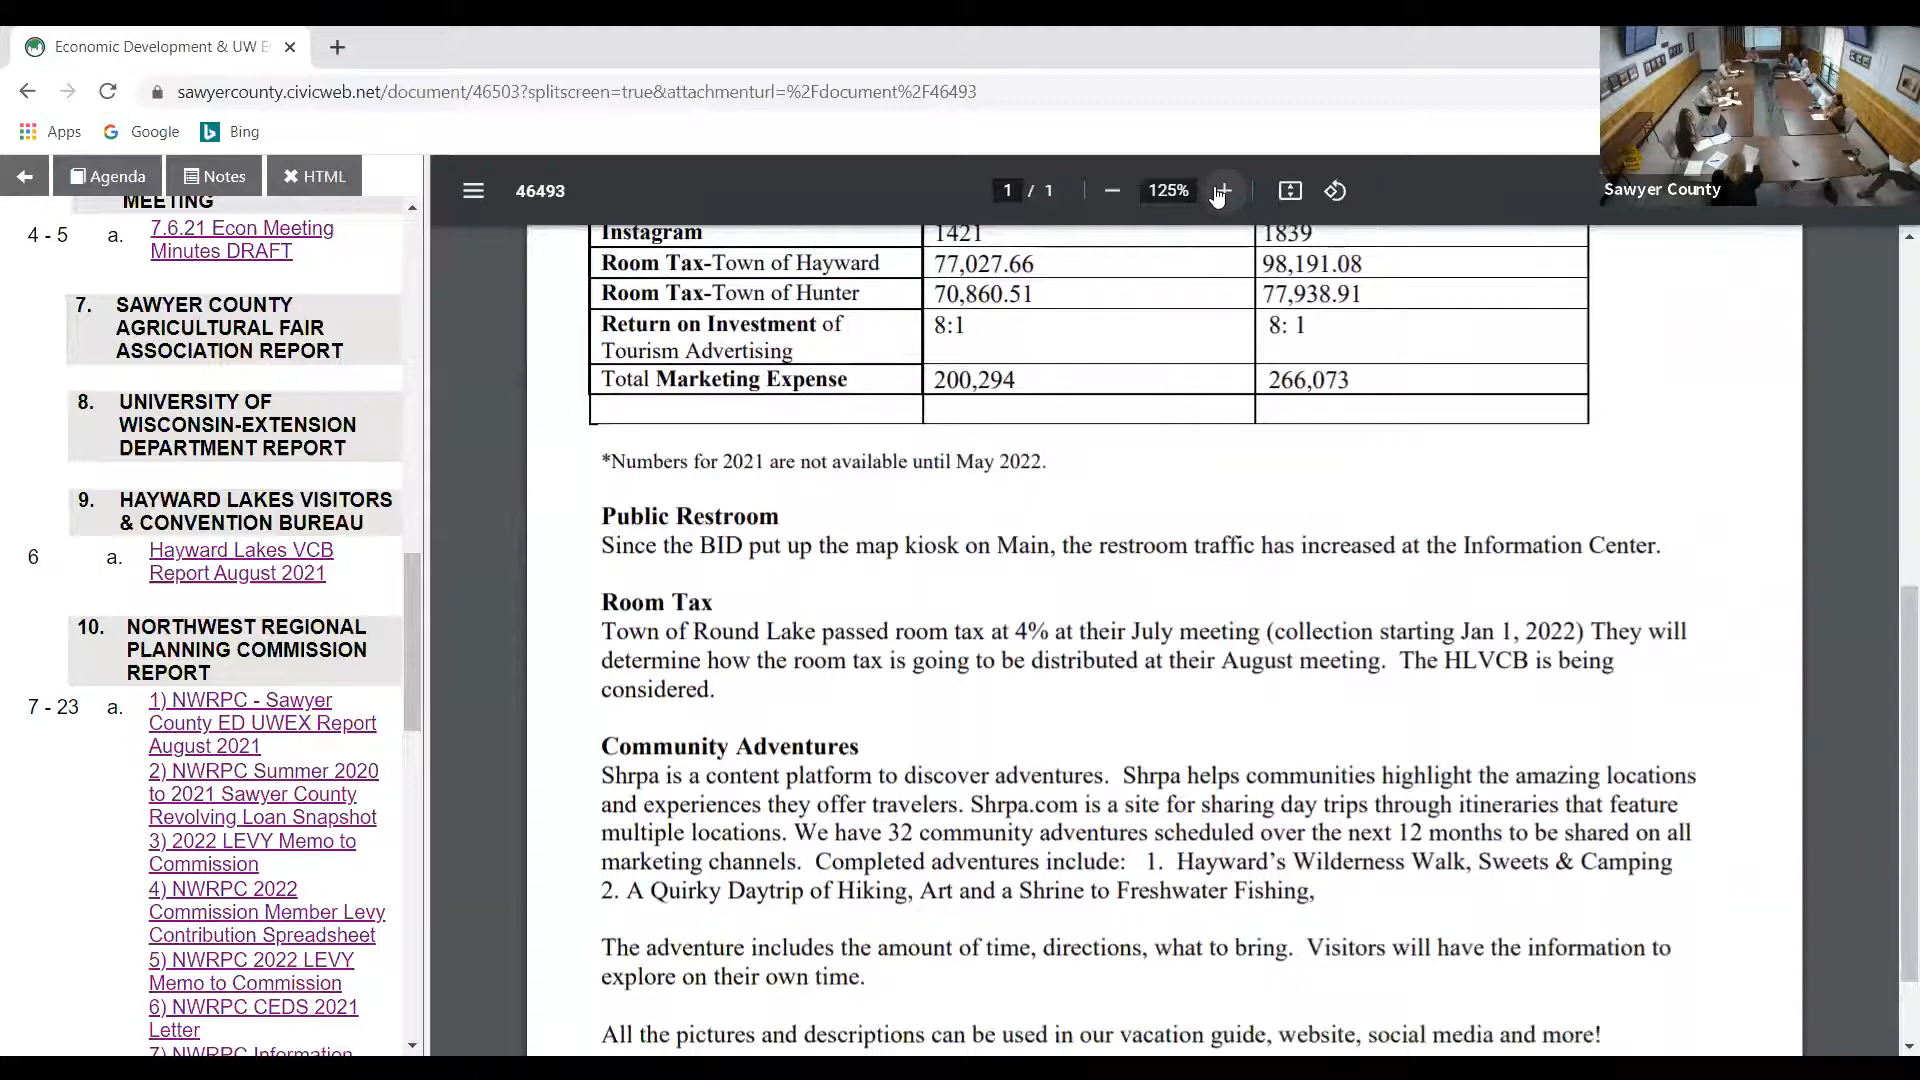 Economic Development & UW E
sawyercounty.civicweb.net/document/46503?splitscreen=true&attachmenturl=%2Fdocument%2F46493
Apps
Google
Bing
Agenda
Notes
HTML
46493
1 / 1
125%
Sawyer County
MEETING
4 - 5 a. 7.6.21 Econ Meeting
Minutes DRAFT
7. SAWYER COUNTY
AGRICULTURAL FAIR
ASSOCIATION REPORT
8. UNIVERSITY OF
WISCONSIN-EXTENSION
DEPARTMENT REPORT
9. HAYWARD LAKES VISITORS
& CONVENTION BUREAU
6 a. Hayward Lakes VCB
Report August 2021
10. NORTHWEST REGIONAL
PLANNING COMMISSION
REPORT
7 - 23 a. 1) NWRPC - Sawyer
County ED UWEX Report
August 2021
2) NWRPC Summer 2020
to 2021 Sawyer County
Revolving Loan Snapshot
3) 2022 LEVY Memo to
Commission
4) NWRPC 2022
Commission Member Levy
Contribution Spreadsheet
5) NWRPC 2022 LEVY
Memo to Commission
6) NWRPC CEDS 2021
Letter
7) NWRPC Information
Instagram 1421 1839
Room Tax-Town of Hayward 77,027.66 98,191.08
Room Tax-Town of Hunter 70,860.51 77,938.91
Return on Investment of 8:1 8: 1
Tourism Advertising
Total Marketing Expense 200,294 266,073
*Numbers for 2021 are not available until May 2022.
Public Restroom
Since the BID put up the map kiosk on Main, the restroom traffic has increased at the Information Center.
Room Tax
Town of Round Lake passed room tax at 4% at their July meeting (collection starting Jan 1, 2022) They will
determine how the room tax is going to be distributed at their August meeting. The HLVCB is being
considered.
Community Adventures
Shrpa is a content platform to discover adventures. Shrpa helps communities highlight the amazing locations
and experiences they offer travelers. Shrpa.com is a site for sharing day trips through itineraries that feature
multiple locations. We have 32 community adventures scheduled over the next 12 months to be shared on all
marketing channels. Completed adventures include: 1. Hayward's Wilderness Walk, Sweets & Camping
2. A Quirky Daytrip of Hiking, Art and a Shrine to Freshwater Fishing,
The adventure includes the amount of time, directions, what to bring. Visitors will have the information to
explore on their own time.
All the pictures and descriptions can be used in our vacation guide, website, social media and more!